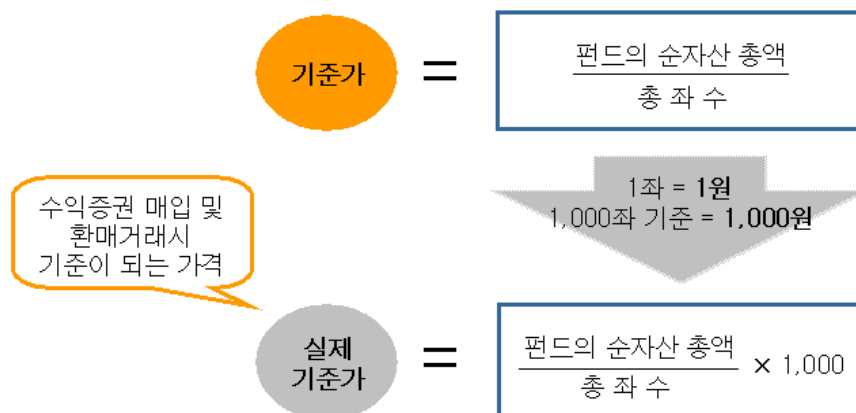 기준가
=
펀드의 순자산 총액
총 좌 수
1좌 = 1원
1,000좌 기준 = 1,000원
수익증권 매입 및
환매거래시
기준이 되는 가격
실제
기준가
=
펀드의 순자산 총액
총 좌 수
× 1,000